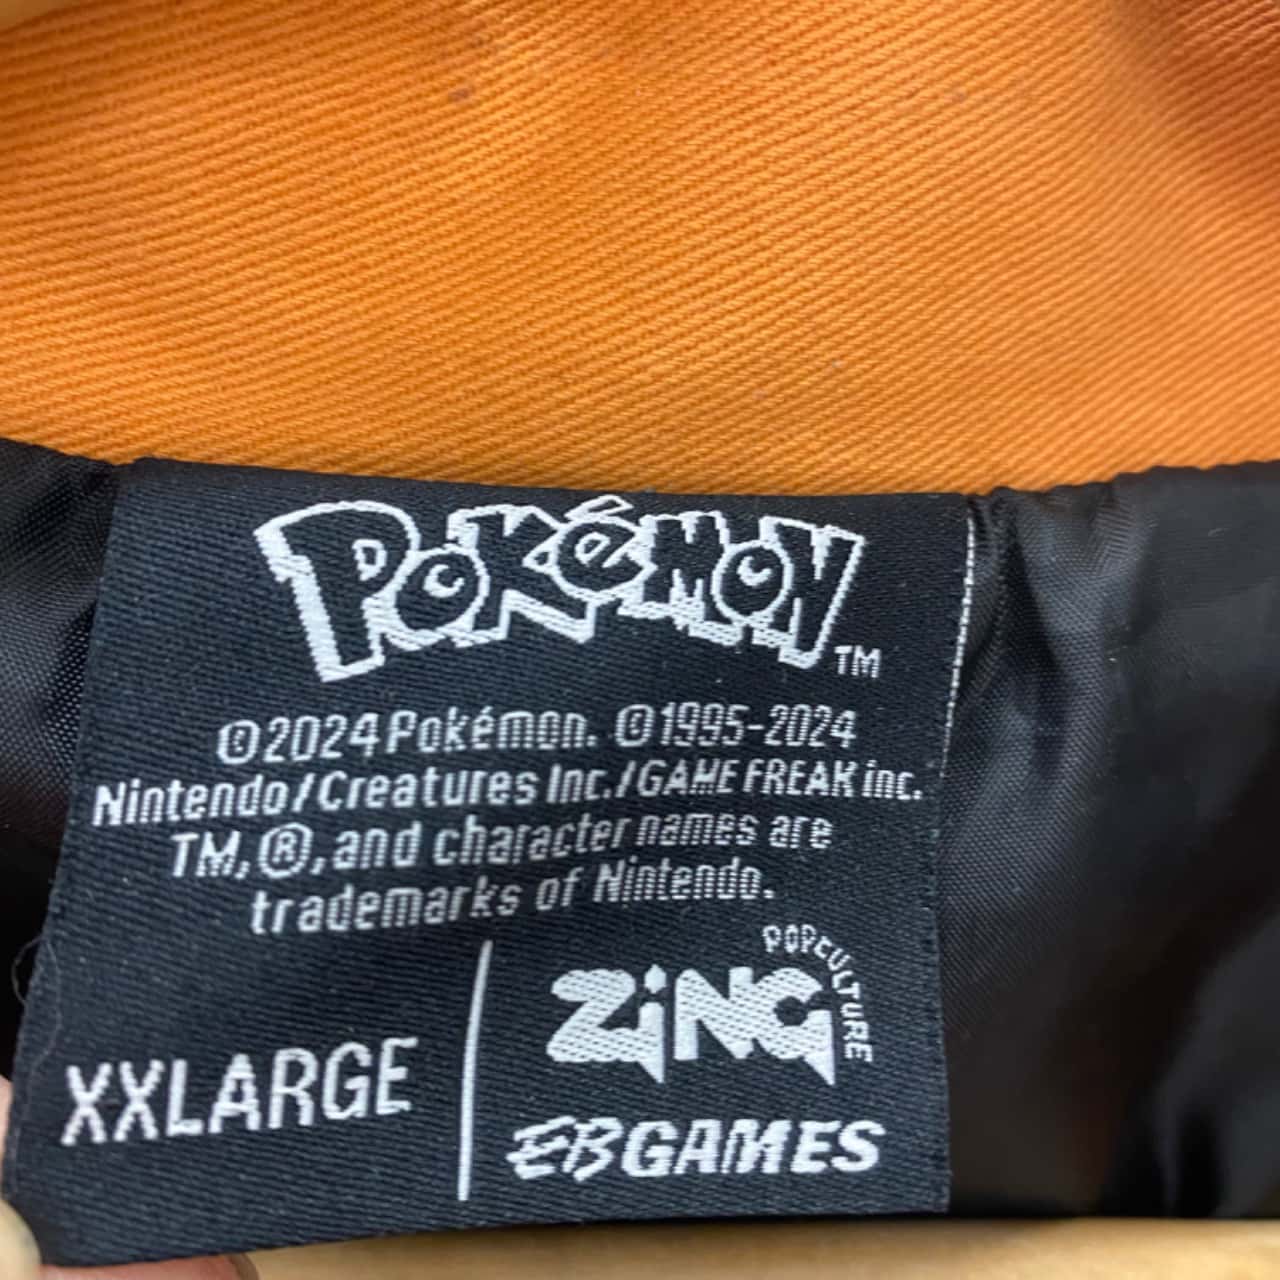 POKéMON TM
©2024 Pokémon. ©1995-2024
Nintendo/Creatures Inc./GAME FREAK inc.
TM, ®, and character names are
trademarks of Nintendo.
XXLARGE
ZiNG POPCULTURE
EBGAMES